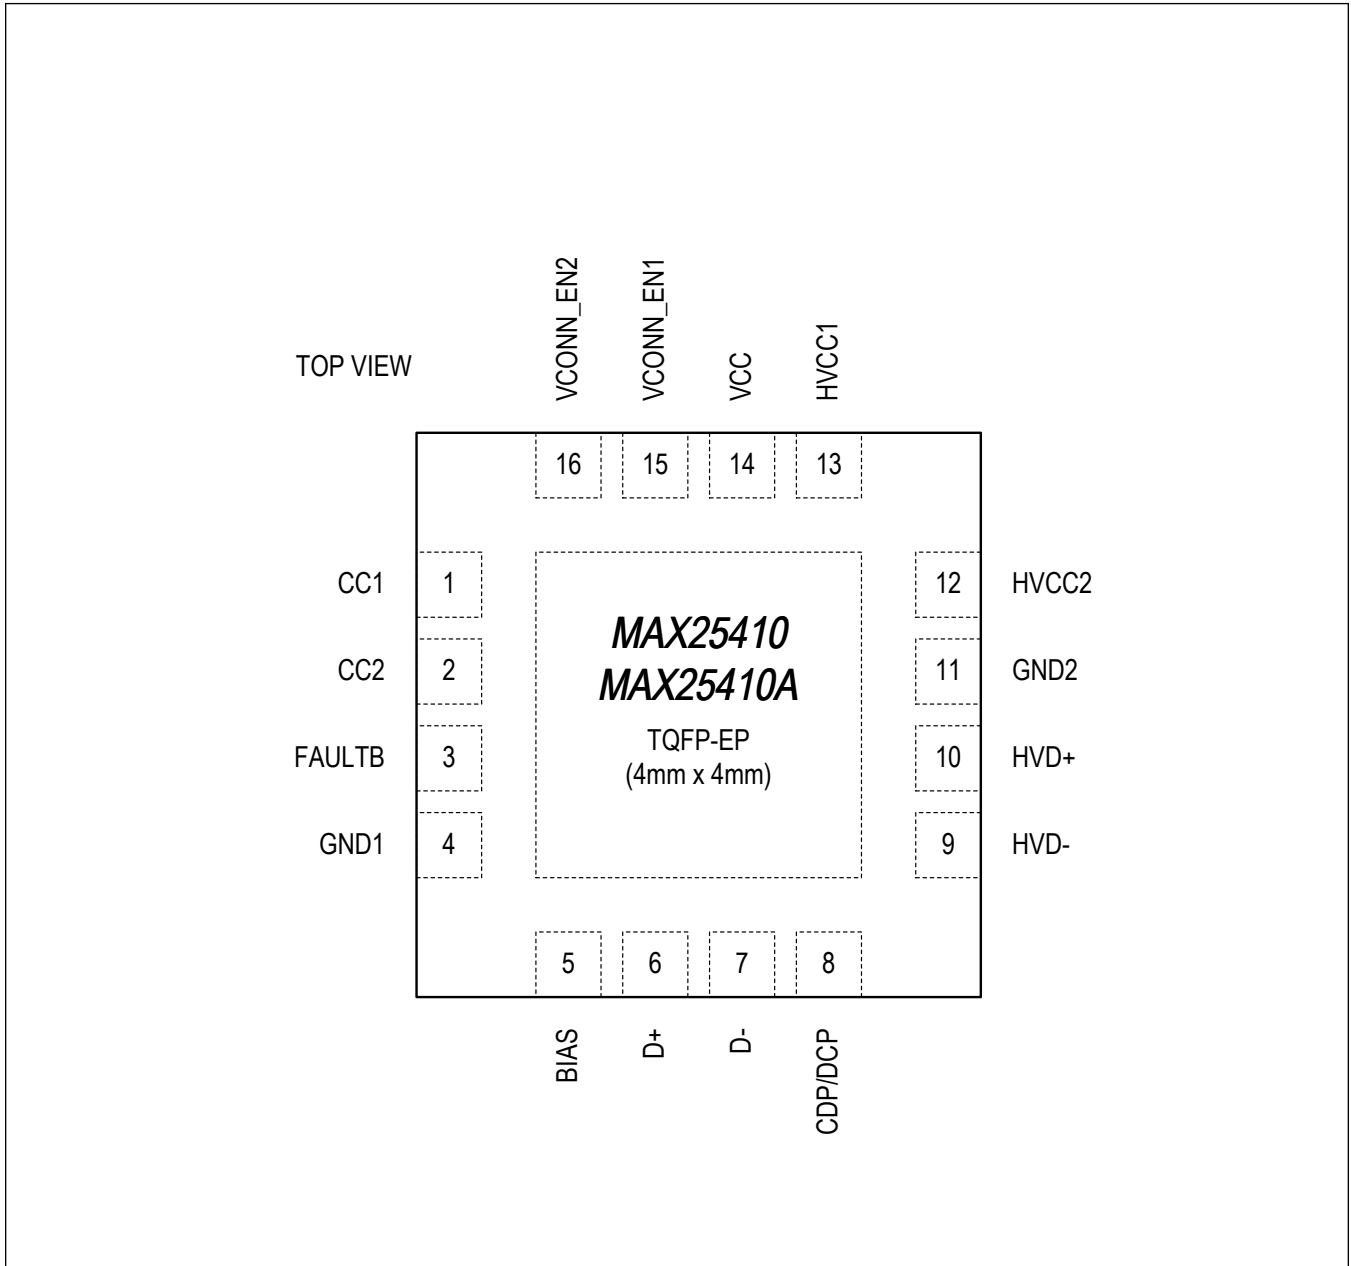 VCONN_EN2
VCONN_EN1
VCC
HVCC1
TOP VIEW
16
15
14
13
CC1
1
12
HVCC2
CC2
2
11
GND2
FAULTB
3
10
HVD+
GND1
4
9
HVD-
MAX25410
MAX25410A
TQFP-EP
(4mm x 4mm)
5
6
7
8
BIAS
D+
D-
CDP/DCP